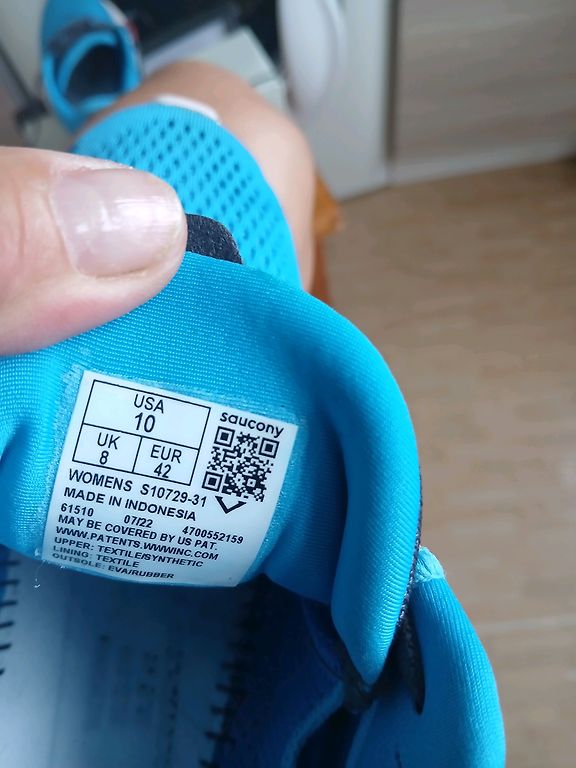 USA
10
UK
8
EUR
42
saucony
WOMENS S10729-31
MADE IN INDONESIA
61510 07/22 4700552159
MAY BE COVERED BY US PAT.
WWW.PATENTS.WWWINC.COM
UPPER: TEXTILE/SYNTHETIC
LINING: TEXTILE
OUTSOLE: EVA/RUBBER